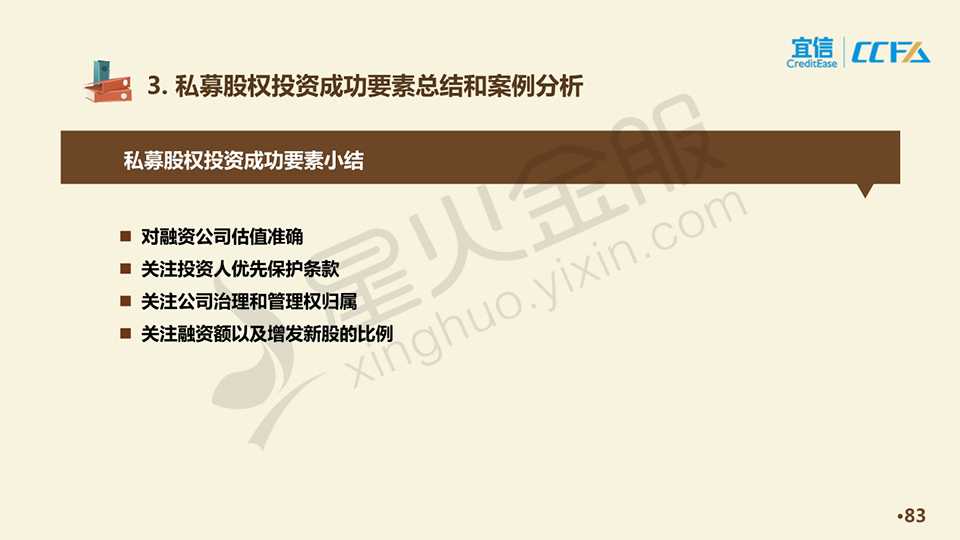 宜信
CreditEase
CCFA
3. 私募股权投资成功要素总结和案例分析
私募股权投资成功要素小结
■ 对融资公司估值准确
■ 关注投资人优先保护条款
■ 关注公司治理和管理权归属
■ 关注融资额以及增发新股的比例
星火金服
xinghuo.yixin.com
•83